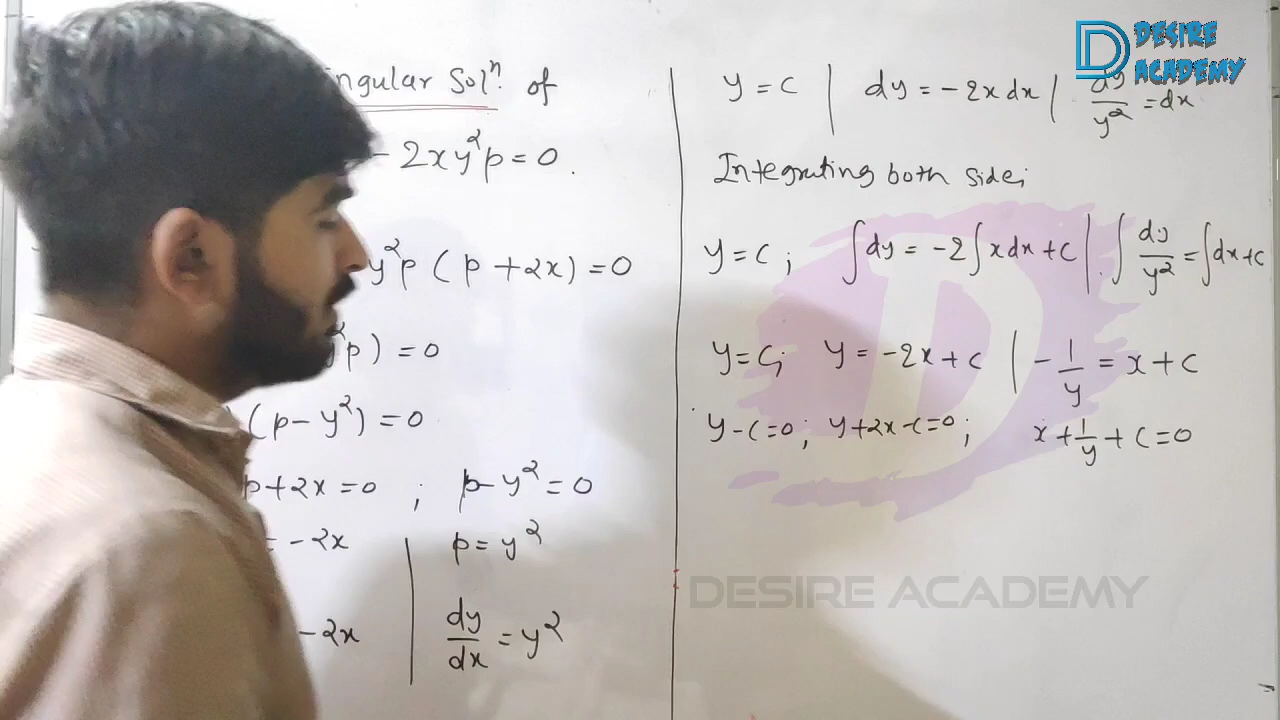 ingular Solⁿ. of
- 2xy²p = 0.
y²p ( p + 2x) = 0
²p ) = 0
(p - y²) = 0
p + 2x = 0 ; p - y² = 0
= -2x | p = y²
- 2x | dy/dx = y²
y = c | dy = -2x dx | dy/y² = dx
Integrating both side;
y = c ; ∫dy = -2∫x dx + c | ∫dy/y² = ∫dx + c
y = c; y = -2x + c | -1/y = x + c
y - c = 0 ; y + 2x - c = 0 ; x + 1/y + c = 0
DESIRE
ACADEMY
DESIRE ACADEMY